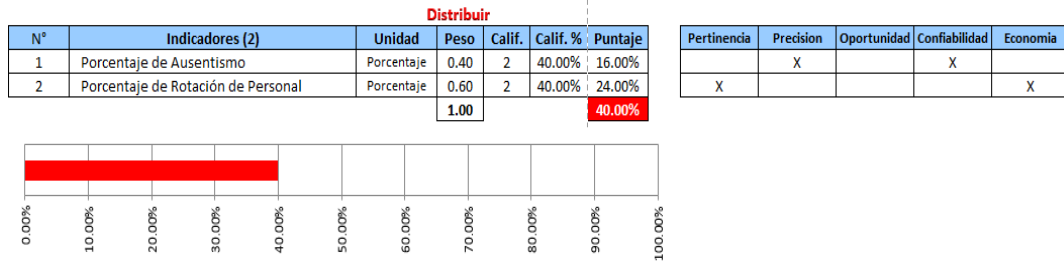 Distribuir
N° Indicadores (2) Unidad Peso Calif. Calif. % Puntaje Pertinencia Precision Oportunidad Confiabilidad Economia
1 Porcentaje de Ausentismo Porcentaje 0.40 2 40.00% 16.00% X X
2 Porcentaje de Rotación de Personal Porcentaje 0.60 2 40.00% 24.00% X X
1.00 40.00%
0.00% 10.00% 20.00% 30.00% 40.00% 50.00% 60.00% 70.00% 80.00% 90.00% 100.00%